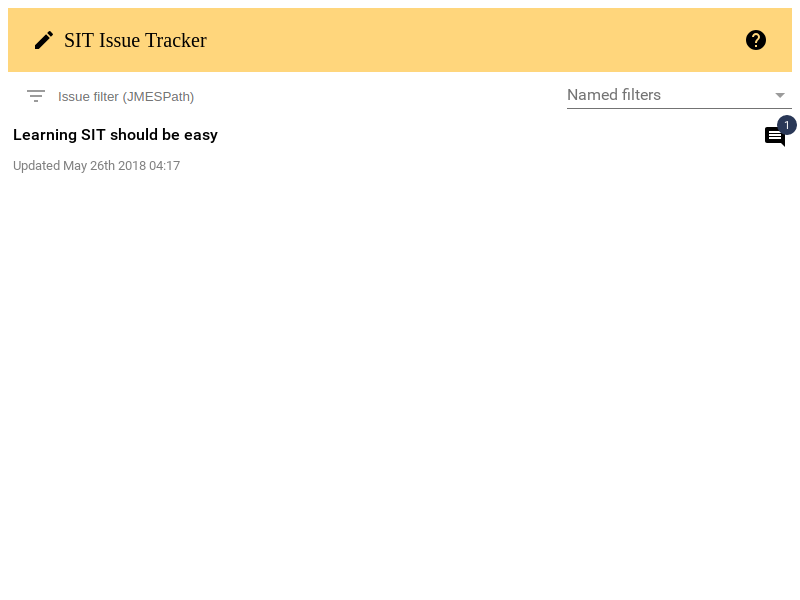 SIT Issue Tracker
Issue filter (JMESPath)
Named filters
Learning SIT should be easy
1
Updated May 26th 2018 04:17